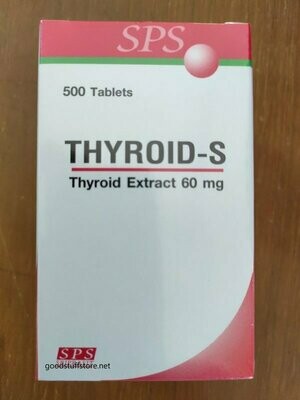 SPS
500 Tablets
THYROID-S
Thyroid Extract 60 mg
SPS
goodstuffstore.net